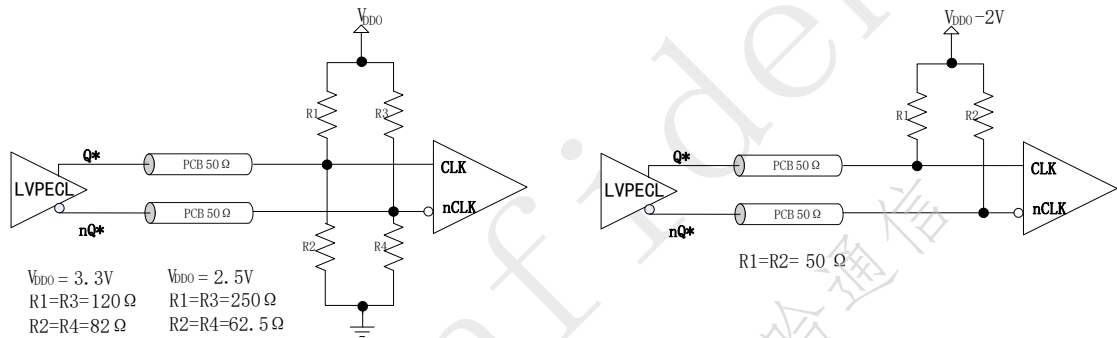 VDDO
R1
R3
Q*
PCB 50 Ω
CLK
LVPECL
PCB 50 Ω
nCLK
nQ*
R2
R4
VDDO = 3. 3V
R1=R3=120 Ω
R2=R4=82 Ω
VDDO = 2. 5V
R1=R3=250 Ω
R2=R4=62. 5 Ω
VDDO-2V
R1
R2
Q*
PCB 50 Ω
CLK
LVPECL
PCB 50 Ω
nCLK
nQ*
R1=R2= 50 Ω
通信